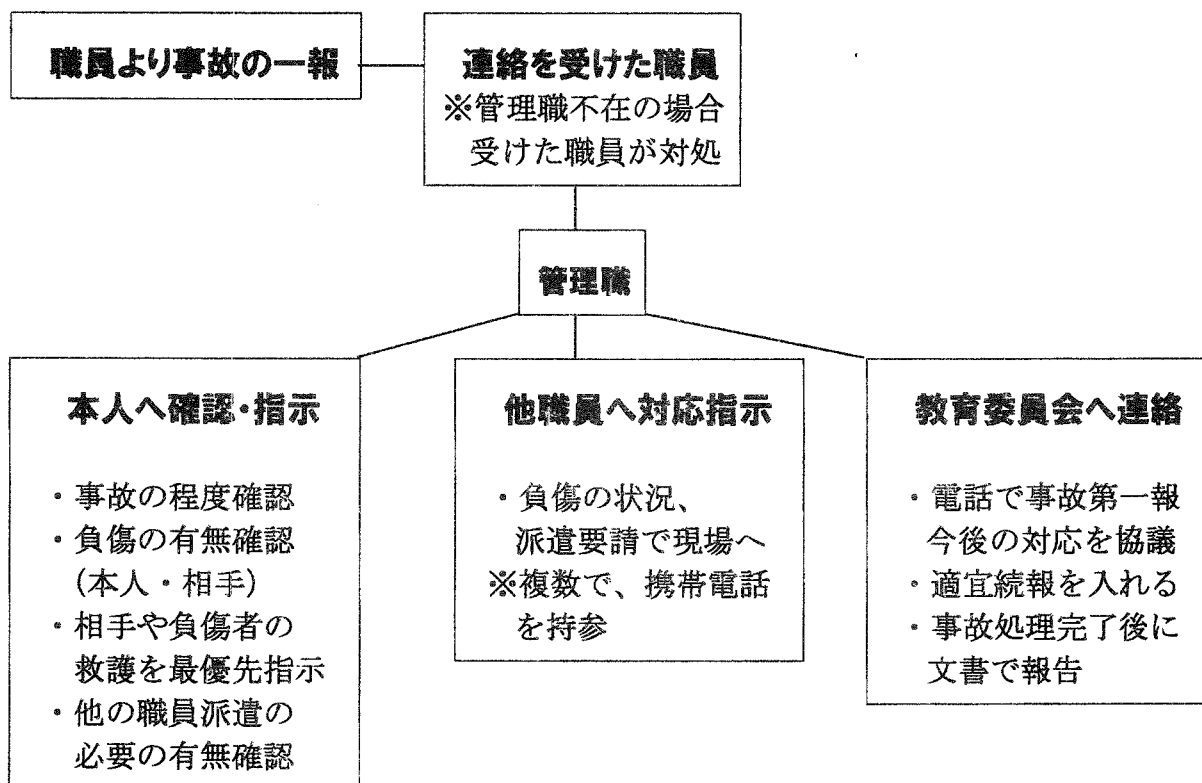 職員より事故の一報
連絡を受けた職員
※管理職不在の場合
受けた職員が対処
管理職
本人へ確認・指示
・事故の程度確認
・負傷の有無確認
(本人・相手)
・相手や負傷者の
救護を最優先指示
・他の職員派遣の
必要の有無確認
他職員へ対応指示
・負傷の状況、
派遣要請で現場へ
※複数で、携帯電話
を持参
教育委員会へ連絡
・電話で事故第一報
今後の対応を協議
・適宜続報を入れる
・事故処理完了後に
文書で報告